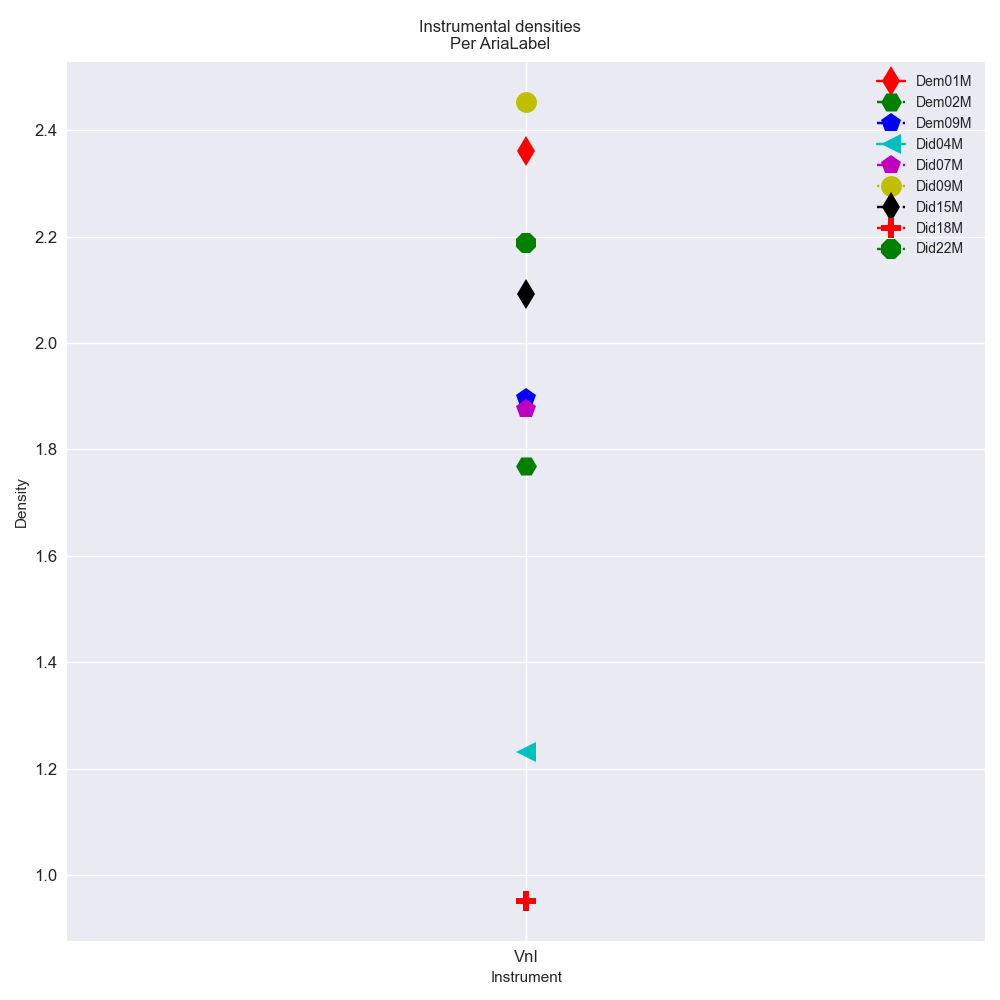 Instrumental densities
Per AriaLabel
Dem01M
Dem02M
Dem09M
Did04M
Did07M
Did09M
Did15M
Did18M
Did22M
2.4
2.2
2.0
1.8
1.6
1.4
1.2
1.0
Density
VnI
Instrument